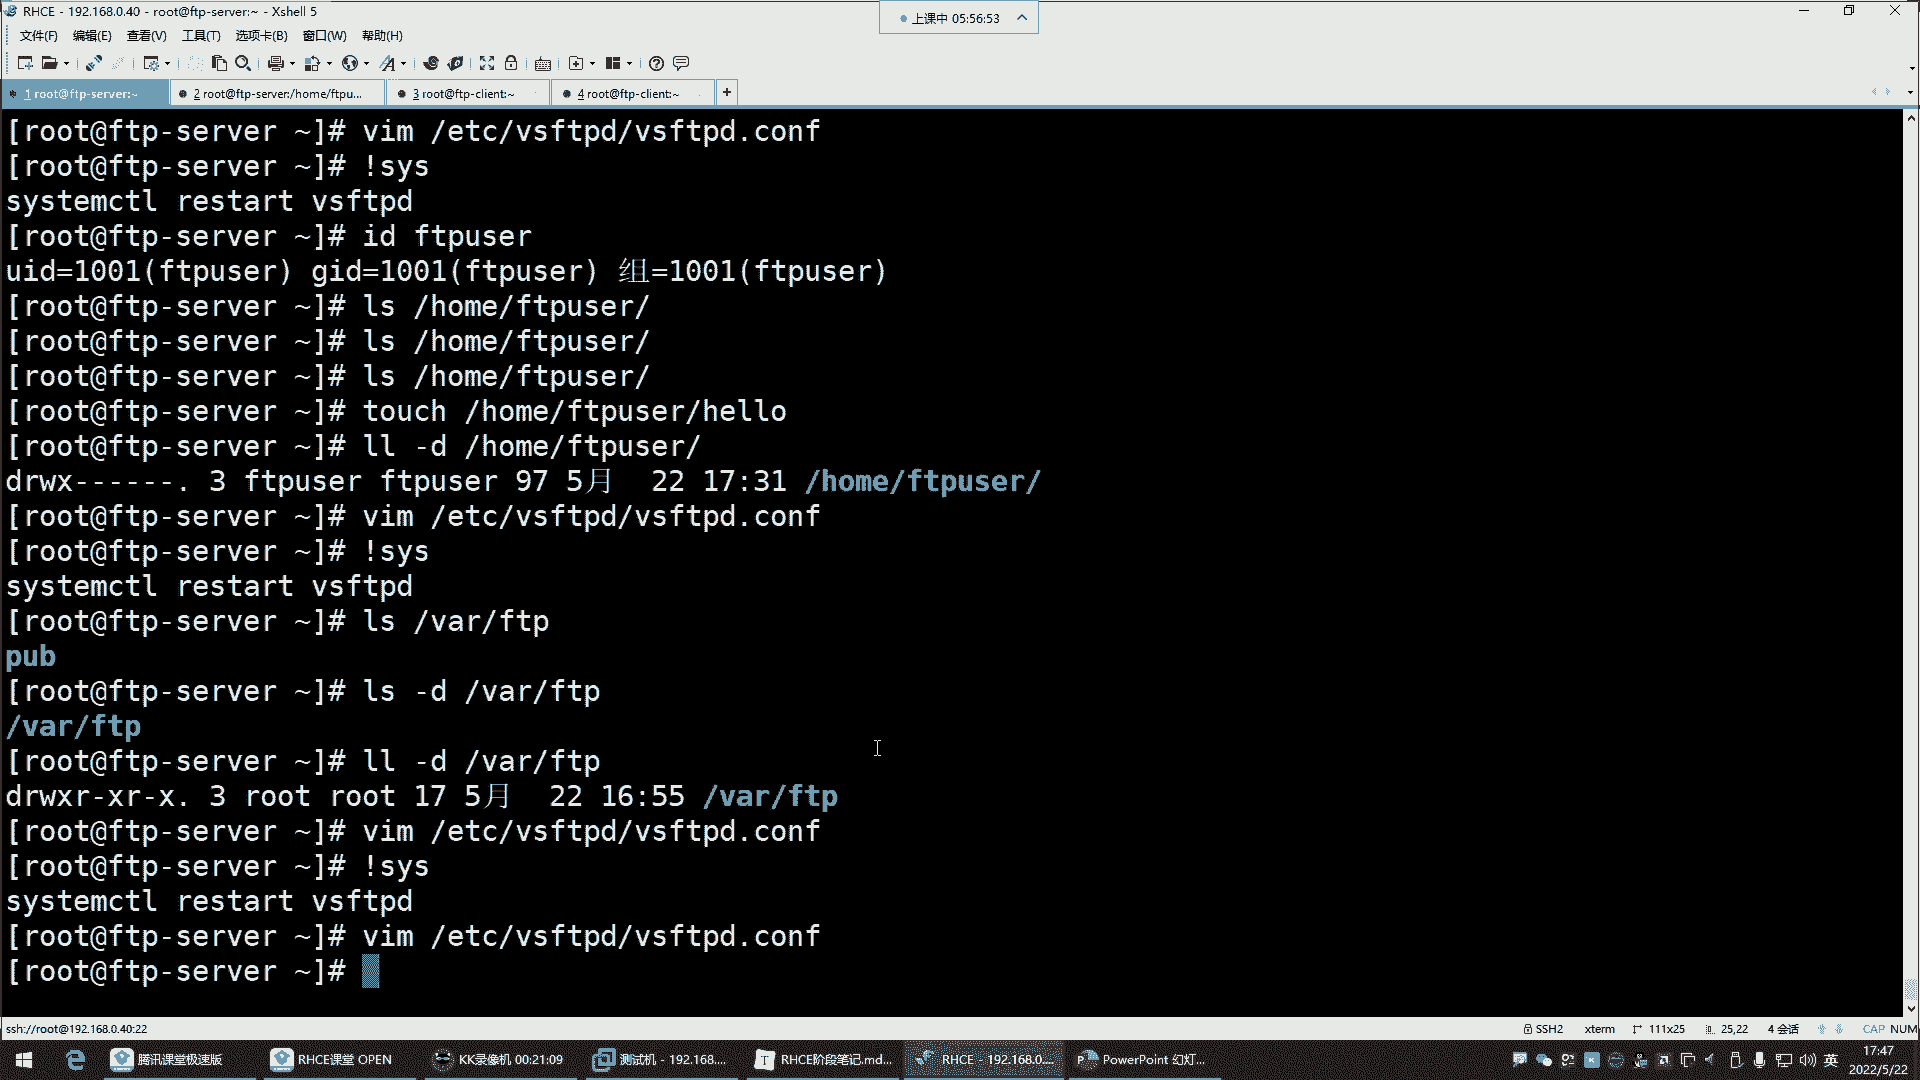 RHCE - 192.168.0.40 - root@ftp-server:~ - Xshell 5
上课中 05:56:53
文件(F) 编辑(E) 查看(V) 工具(T) 选项卡(B) 窗口(W) 帮助(H)
1 root@ftp-server:~ 2 root@ftp-server:/home/ftpu... 3 root@ftp-client:~ 4 root@ftp-client:~
[root@ftp-server ~]# vim /etc/vsftpd/vsftpd.conf
[root@ftp-server ~]# !sys
systemctl restart vsftpd
[root@ftp-server ~]# id ftpuser
uid=1001(ftpuser) gid=1001(ftpuser) 组=1001(ftpuser)
[root@ftp-server ~]# ls /home/ftpuser/
[root@ftp-server ~]# ls /home/ftpuser/
[root@ftp-server ~]# ls /home/ftpuser/
[root@ftp-server ~]# touch /home/ftpuser/hello
[root@ftp-server ~]# ll -d /home/ftpuser/
drwx------. 3 ftpuser ftpuser 97 5月  22 17:31 /home/ftpuser/
[root@ftp-server ~]# vim /etc/vsftpd/vsftpd.conf
[root@ftp-server ~]# !sys
systemctl restart vsftpd
[root@ftp-server ~]# ls /var/ftp
pub
[root@ftp-server ~]# ls -d /var/ftp
/var/ftp
[root@ftp-server ~]# ll -d /var/ftp
drwxr-xr-x. 3 root root 17 5月  22 16:55 /var/ftp
[root@ftp-server ~]# vim /etc/vsftpd/vsftpd.conf
[root@ftp-server ~]# !sys
systemctl restart vsftpd
[root@ftp-server ~]# vim /etc/vsftpd/vsftpd.conf
[root@ftp-server ~]#
ssh://root@192.168.0.40:22 SSH2 xterm 111x25 25,22 4 会话 CAP NUM
腾讯课堂极速版 RHCE课堂 OPEN KK录像机 00:21:09 测试机 - 192.168.... RHCE阶段笔记.md... RHCE - 192.168.0.... PowerPoint 幻灯... 英 17:47
2022/5/22